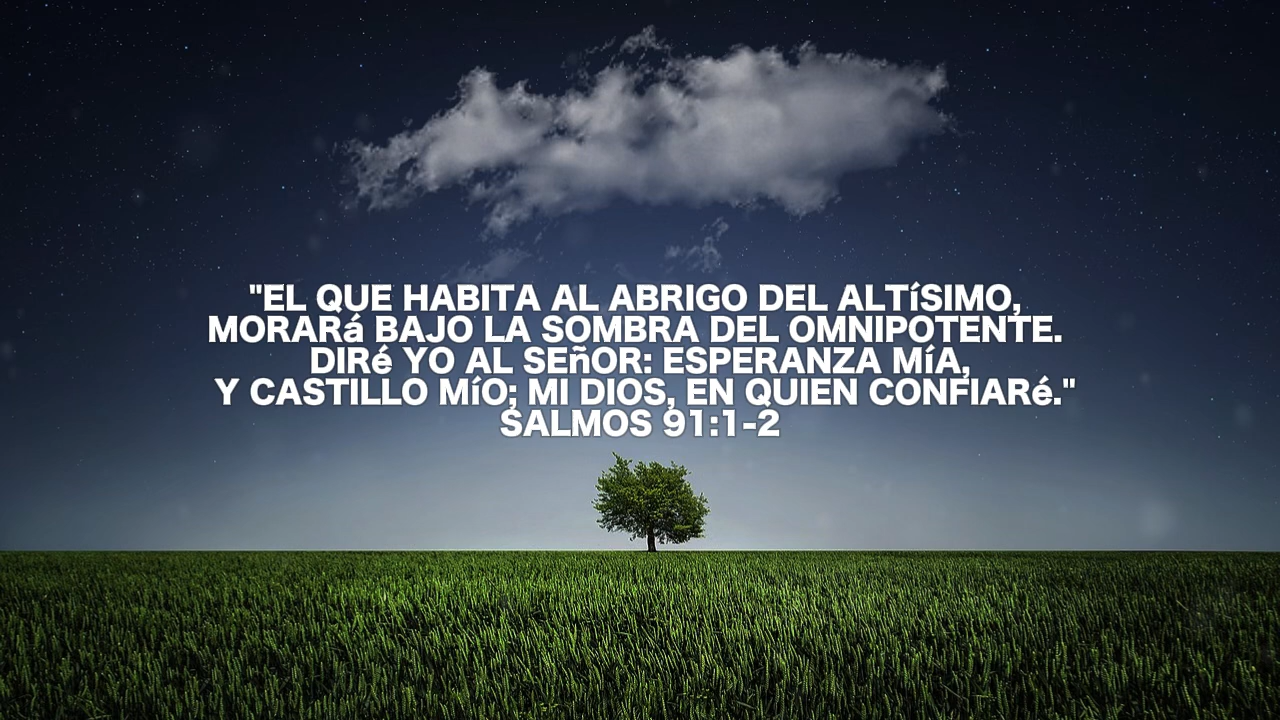 "EL QUE HABITA AL ABRIGO DEL ALTíSIMO,
MORARá BAJO LA SOMBRA DEL OMNIPOTENTE.
DIRé YO AL SEñOR: ESPERANZA MíA,
Y CASTILLO MíO; MI DIOS, EN QUIEN CONFIARé."
SALMOS 91:1-2